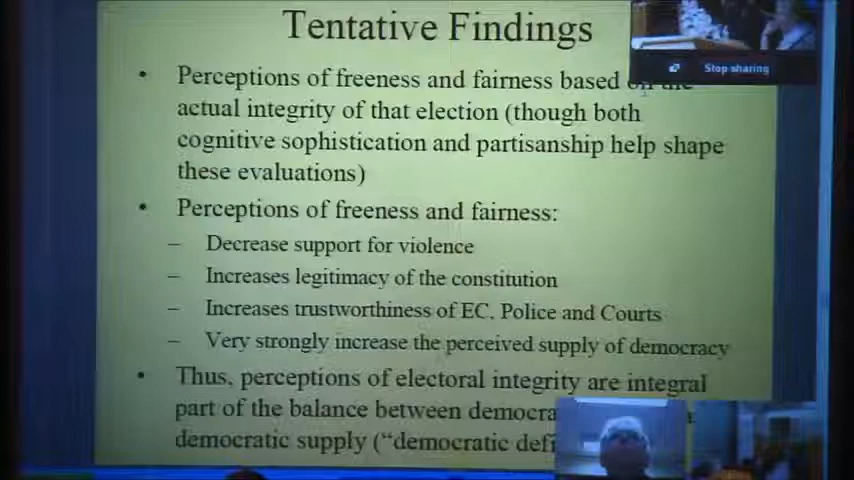 Tentative Findings
Stop sharing
• Perceptions of freeness and fairness based on the
actual integrity of that election (though both
cognitive sophistication and partisanship help shape
these evaluations)
• Perceptions of freeness and fairness:
– Decrease support for violence
– Increases legitimacy of the constitution
– Increases trustworthiness of EC, Police and Courts
– Very strongly increase the perceived supply of democracy
• Thus, perceptions of electoral integrity are integral
part of the balance between
democratic supply (“democratic